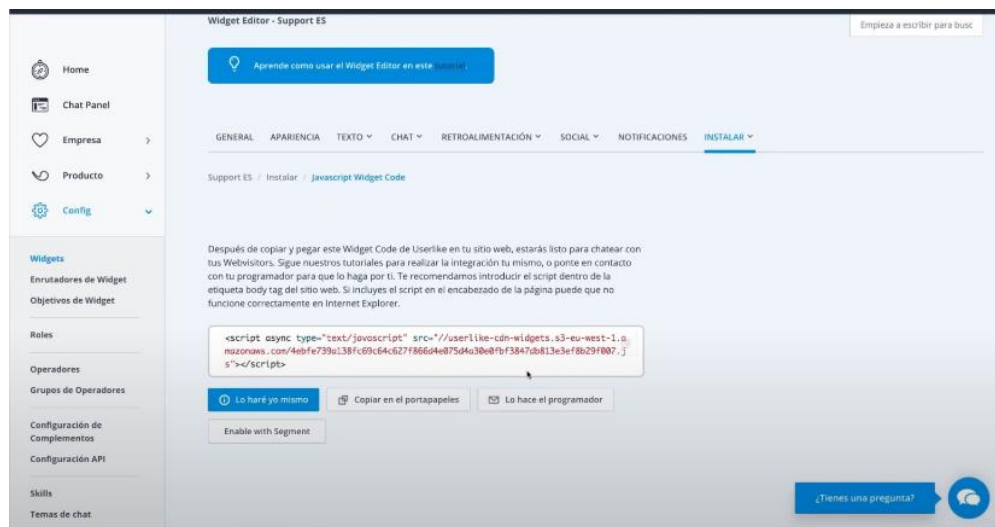 Widget Editor - Support ES
Empieza a escribir para busc
Aprende como usar el Widget Editor en este tutorial.
Home
Chat Panel
Empresa
Producto
Config
Widgets
Enrutadores de Widget
Objetivos de Widget
Roles
Operadores
Grupos de Operadores
Configuración de
Complementos
Configuración API
Skills
Temas de chat
GENERAL APARIENCIA TEXTO CHAT RETROALIMENTACIÓN SOCIAL NOTIFICACIONES INSTALAR
Support ES / Instalar / Javascript Widget Code
Después de copiar y pegar este Widget Code de Userlike en tu sitio web, estarás listo para chatear con
tus Webvisitors. Sigue nuestros tutoriales para realizar la integración tu mismo, o ponte en contacto
con tu programador para que lo haga por ti. Te recomendamos introducir el script dentro de la
etiqueta body tag del sitio web. Si incluyes el script en el encabezado de la página puede que no
funcione correctamente en Internet Explorer.
<script async type="text/javascript" src="//userlike-cdn-widgets.s3-eu-west-1.a
mazonaws.com/4ebfe739a138fc69c64c627f866d4e075d4a30e0fbf3847db813e3ef8b29f007.j
s"></script>
Lo haré yo mismo
Copiar en el portapapeles
Lo hace el programador
Enable with Segment
¿Tienes una pregunta?